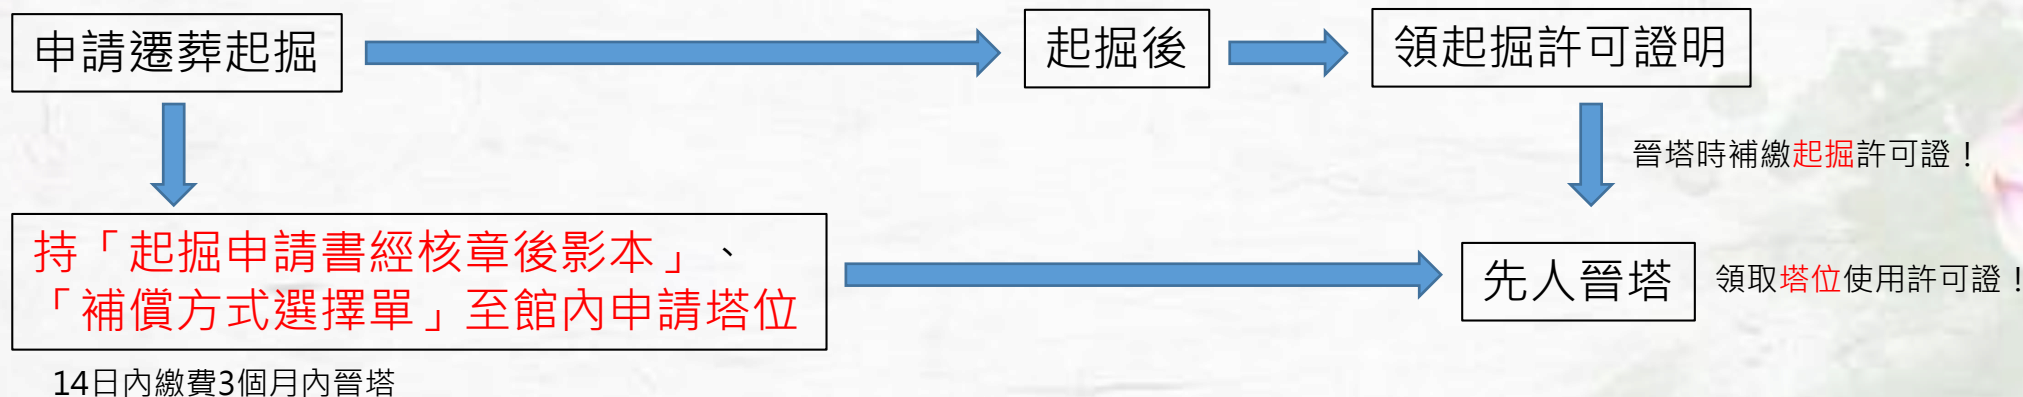 申請遷葬起掘
起掘後
領起掘許可證明
晉塔時補繳起掘許可證！
持「起掘申請書經核章後影本」、
「補償方式選擇單」至館內申請塔位
先人晉塔
領取塔位使用許可證！
14日內繳費3個月內晉塔